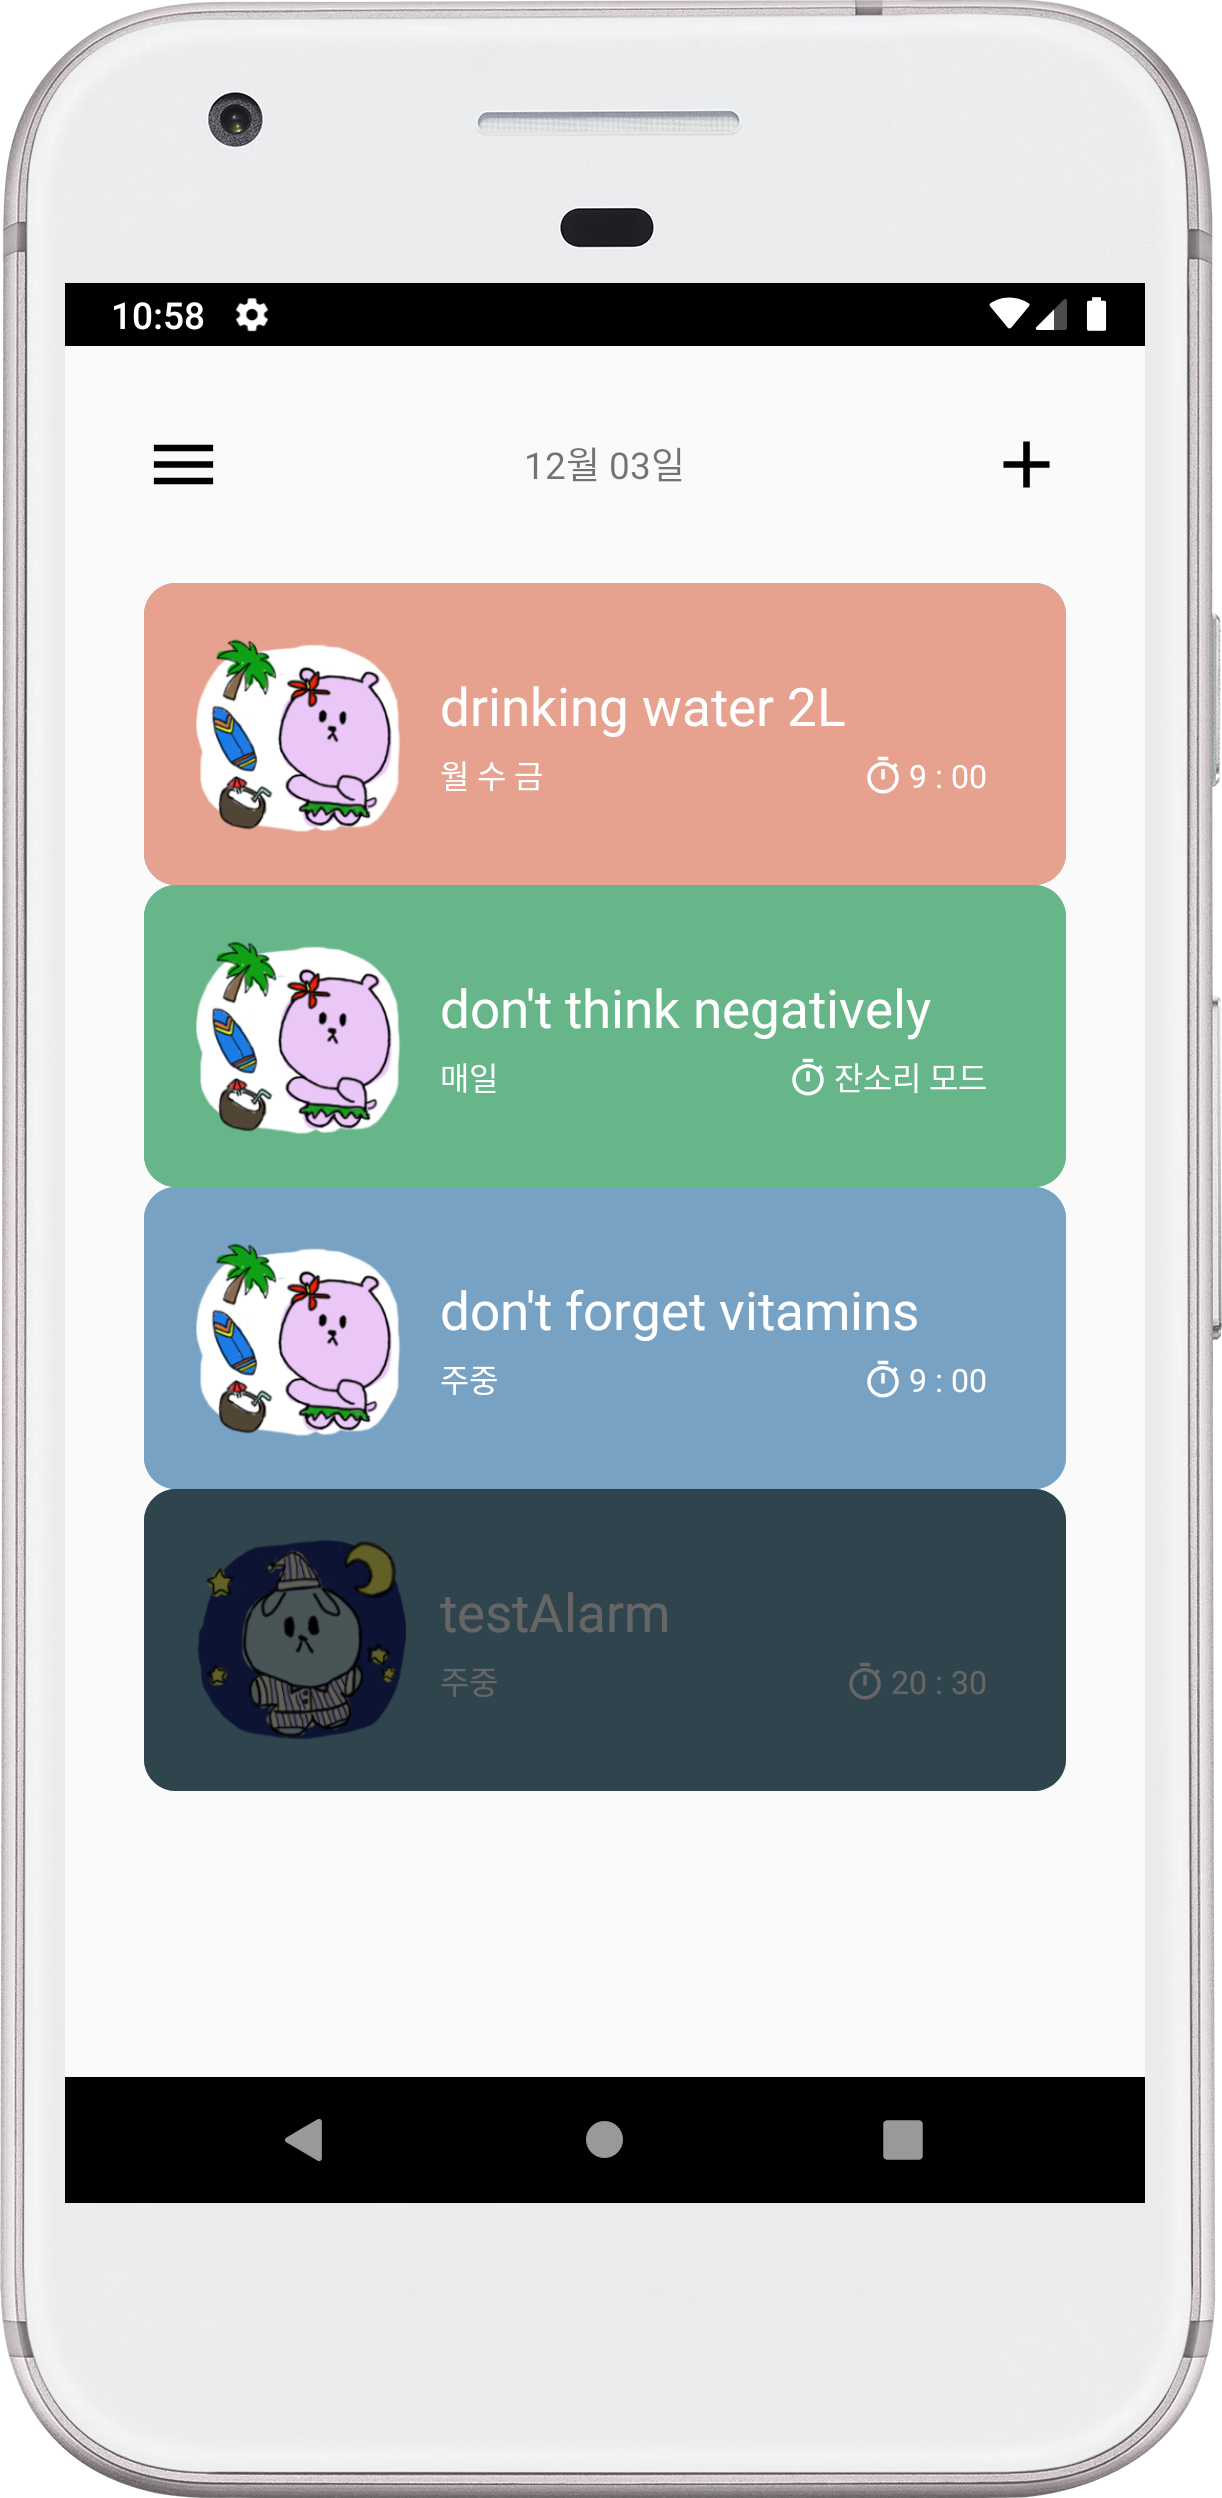 10:58
12월 03일
drinking water 2L
월 수 금 9 : 00
don't think negatively
매일 잔소리 모드
don't forget vitamins
주중 9 : 00
testAlarm
주중 20 : 30